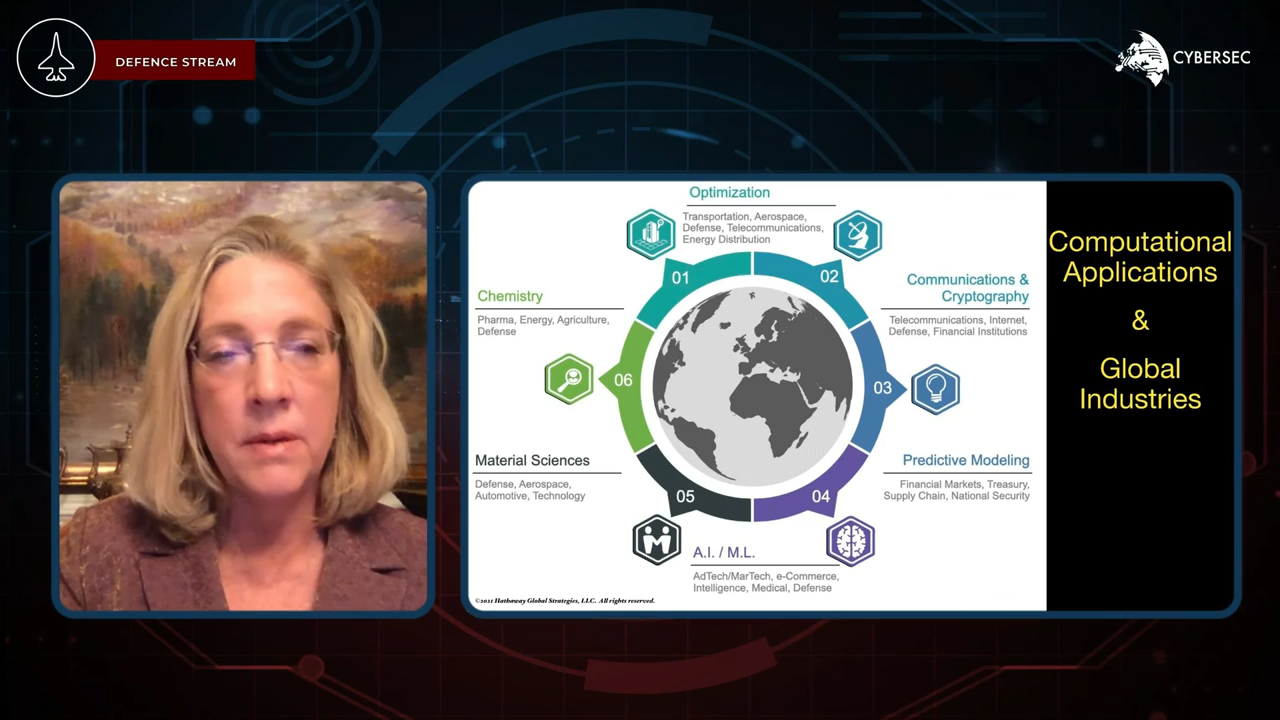 DEFENCE STREAM
CYBERSEC
Optimization
Transportation, Aerospace,
Defense, Telecommunications,
Energy Distribution
01
02
Communications &
Cryptography
Telecommunications, Internet,
Defense, Financial Institutions
Chemistry
Pharma, Energy, Agriculture,
Defense
06
03
Material Sciences
Defense, Aerospace,
Automotive, Technology
Predictive Modeling
Financial Markets, Treasury,
Supply Chain, National Security
05
04
A.I. / M.L.
AdTech/MarTech, e-Commerce,
Intelligence, Medical, Defense
©2021 Hathaway Global Strategies, LLC. All rights reserved.
Computational
Applications
&
Global
Industries